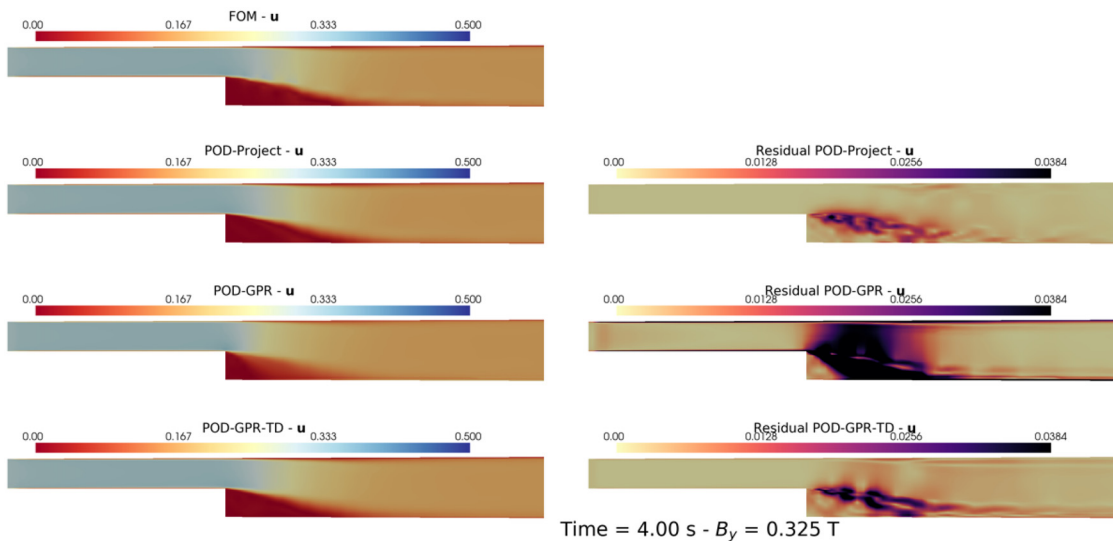 FOM - u
0.00 0.167 0.333 0.500
POD-Project - u
0.00 0.167 0.333 0.500
Residual POD-Project - u
0.00 0.0128 0.0256 0.0384
POD-GPR - u
0.00 0.167 0.333 0.500
Residual POD-GPR - u
0.00 0.0128 0.0256 0.0384
POD-GPR-TD - u
0.00 0.167 0.333 0.500
Residual POD-GPR-TD - u
0.00 0.0128 0.0256 0.0384
Time = 4.00 s - B_y = 0.325 T